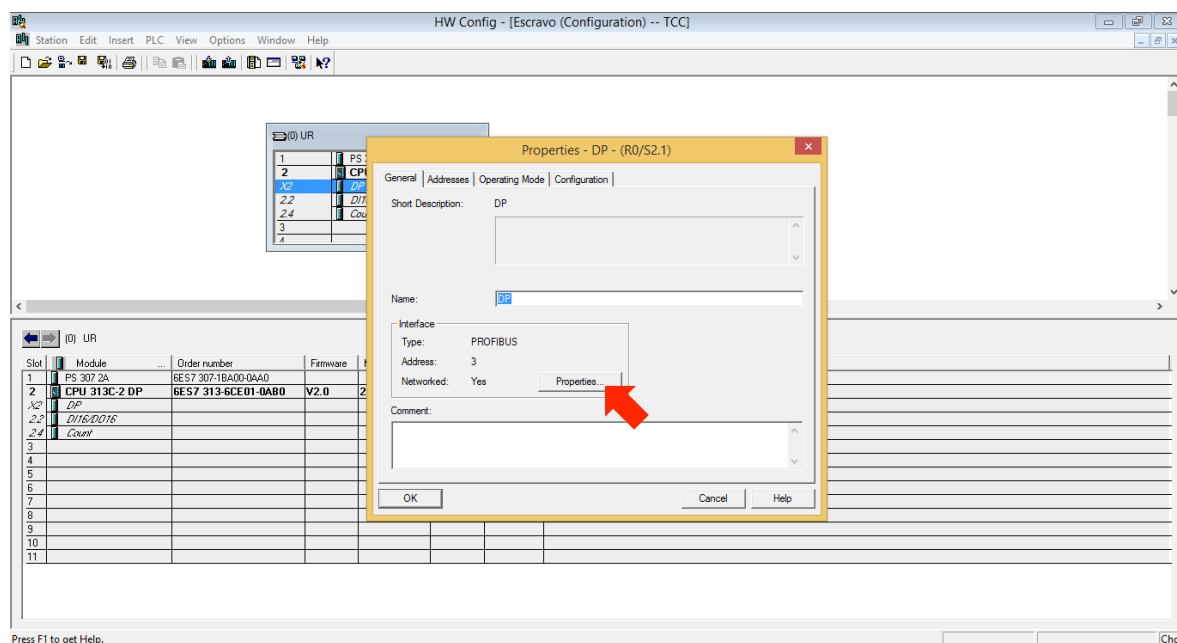 HW Config - [Escravo (Configuration) -- TCC]
Station Edit Insert PLC View Options Window Help
(0) UR
1 PS
2 CPU
X2 DP
2.2
2.4
3
4
Properties - DP - (R0/S2.1)
General Addresses Operating Mode Configuration
Short Description: DP
Name: DP
Interface
Type: PROFIBUS
Address: 3
Networked: Yes Properties...
Comment:
OK Cancel Help
(0) UR
Slot Module ... Order number Firmware
1 PS 307 2A 6ES7 307-1BA00-0AA0
2 CPU 313C-2 DP 6ES7 313-6CE01-0AB0 V2.0 2
X2 DP
2.2 DI16/DO16
2.4 Count
3
4
5
6
7
8
9
10
11
Press F1 to get Help. Chg